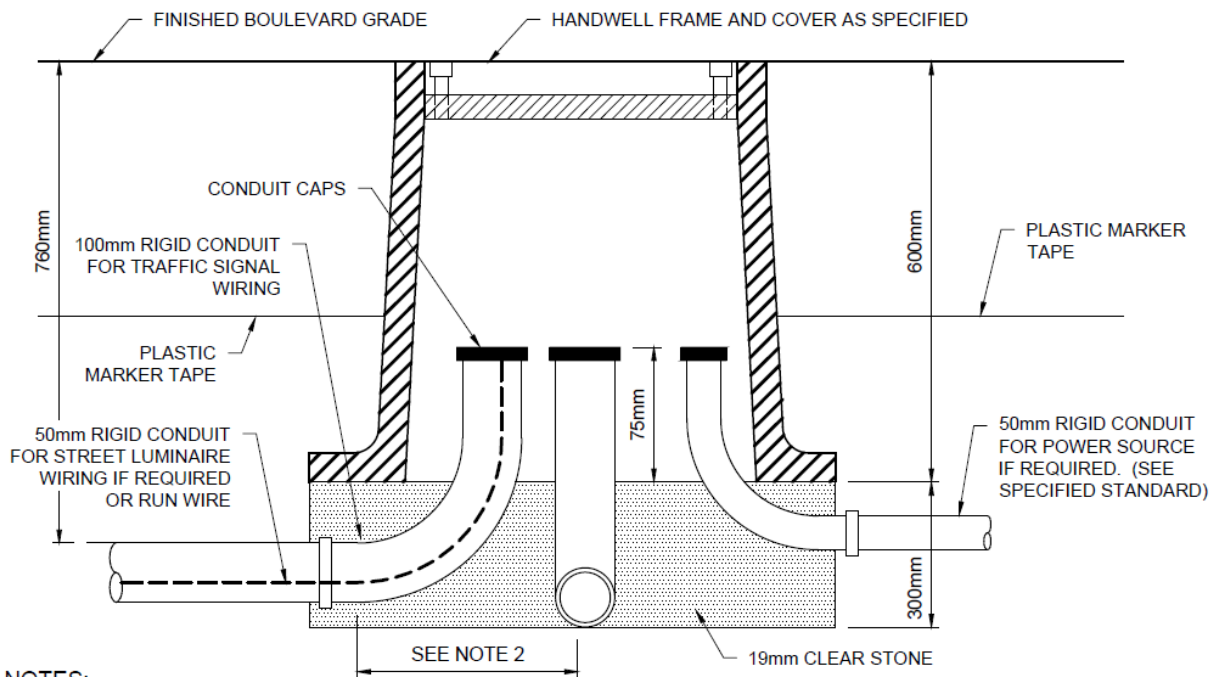 FINISHED BOULEVARD GRADE
HANDWELL FRAME AND COVER AS SPECIFIED
760mm
CONDUIT CAPS
100mm RIGID CONDUIT
FOR TRAFFIC SIGNAL
WIRING
600mm
PLASTIC MARKER
TAPE
PLASTIC
MARKER TAPE
75mm
50mm RIGID CONDUIT
FOR STREET LUMINAIRE
WIRING IF REQUIRED
OR RUN WIRE
50mm RIGID CONDUIT
FOR POWER SOURCE
IF REQUIRED. (SEE
SPECIFIED STANDARD)
300mm
SEE NOTE 2
19mm CLEAR STONE
NOTES: